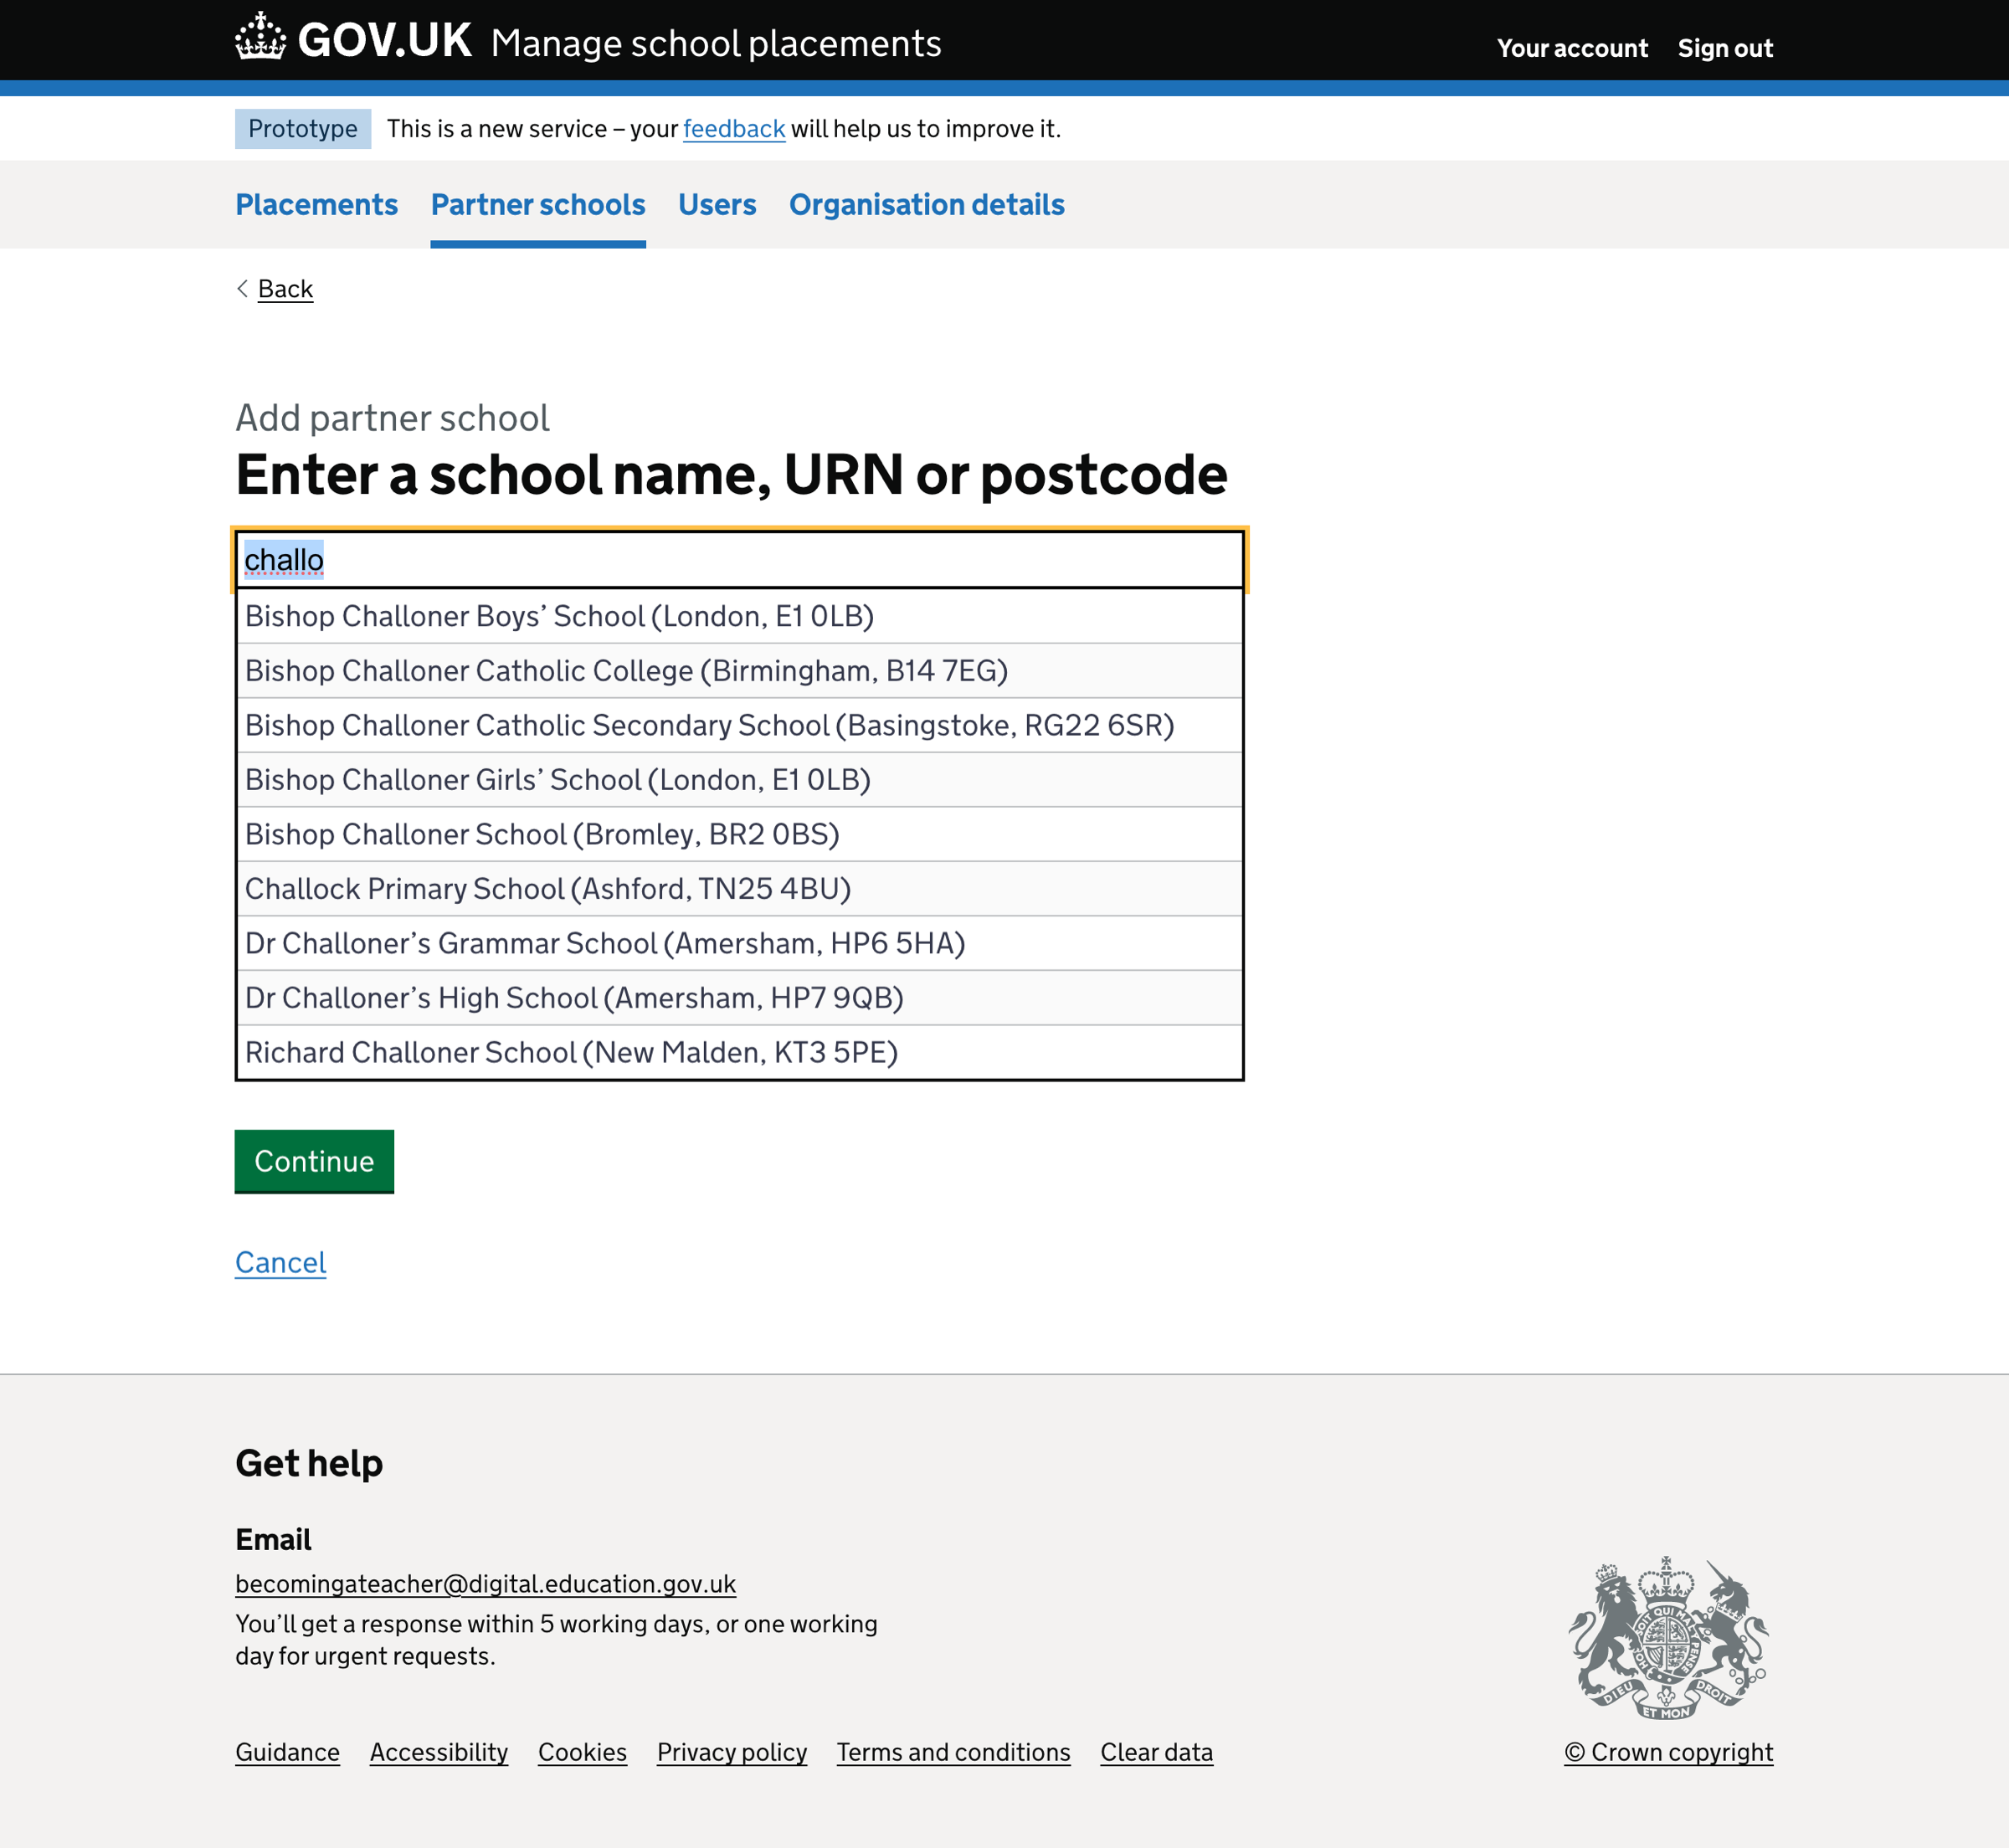 GOV.UK Manage school placements
Your account Sign out
Prototype This is a new service – your feedback will help us to improve it.
Placements Partner schools Users Organisation details
Back
Add partner school
Enter a school name, URN or postcode
challo
Bishop Challoner Boys’ School (London, E1 0LB)
Bishop Challoner Catholic College (Birmingham, B14 7EG)
Bishop Challoner Catholic Secondary School (Basingstoke, RG22 6SR)
Bishop Challoner Girls’ School (London, E1 0LB)
Bishop Challoner School (Bromley, BR2 0BS)
Challock Primary School (Ashford, TN25 4BU)
Dr Challoner’s Grammar School (Amersham, HP6 5HA)
Dr Challoner’s High School (Amersham, HP7 9QB)
Richard Challoner School (New Malden, KT3 5PE)
Continue
Cancel
Get help
Email
becomingateacher@digital.education.gov.uk
You’ll get a response within 5 working days, or one working
day for urgent requests.
DIEU ET MON DROIT
Guidance Accessibility Cookies Privacy policy Terms and conditions Clear data
© Crown copyright